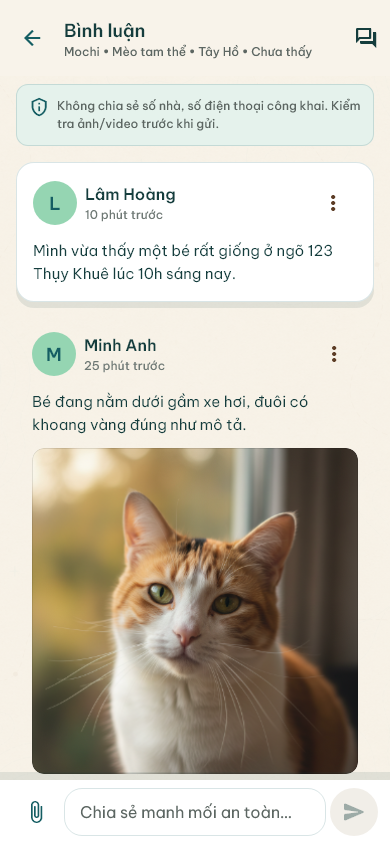 Bình luận
Mochi • Mèo tam thể • Tây Hồ • Chưa thấy
Không chia sẻ số nhà, số điện thoại công khai. Kiểm
tra ảnh/video trước khi gửi.
L
Lâm Hoàng
10 phút trước
Mình vừa thấy một bé rất giống ở ngõ 123
Thụy Khuê lúc 10h sáng nay.
M
Minh Anh
25 phút trước
Bé đang nằm dưới gầm xe hơi, đuôi có
khoang vàng đúng như mô tả.
Chia sẻ manh mối an toàn...